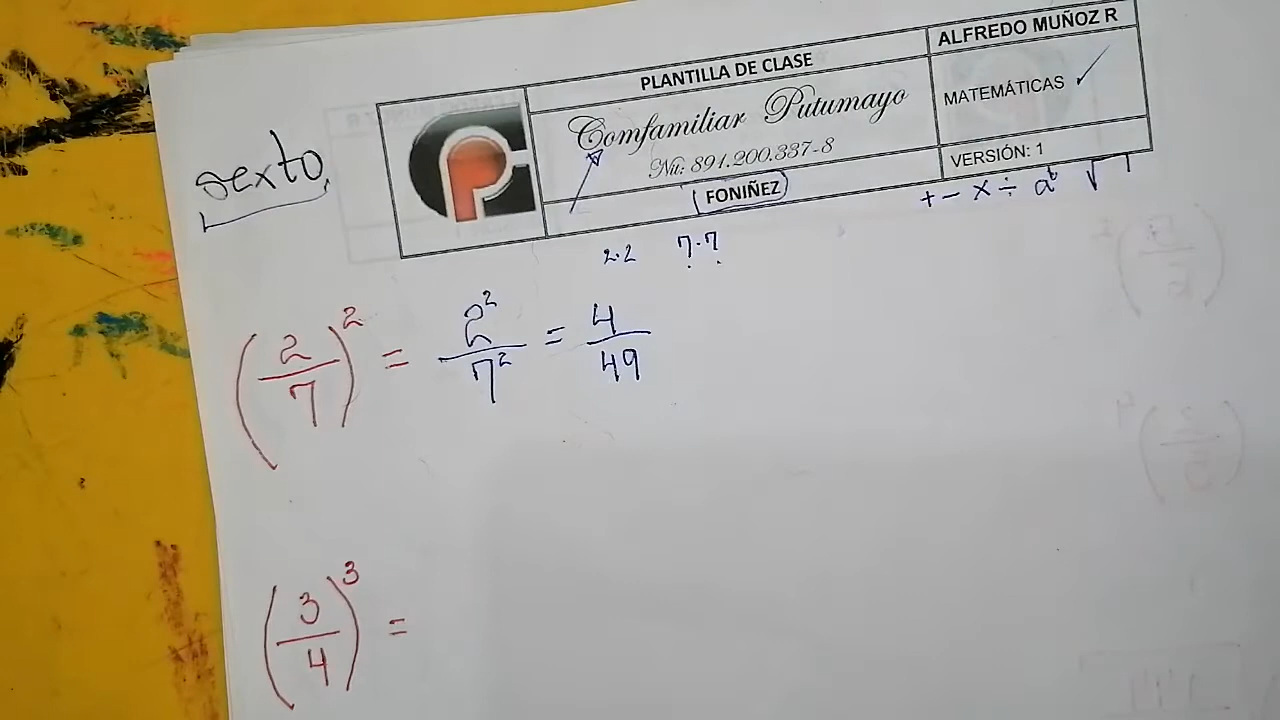 PLANTILLA DE CLASE
ALFREDO MUÑOZ R
Comfamiliar Putumayo
Nit: 891.200.337-8
MATEMÁTICAS ✓
FONIÑEZ
VERSIÓN: 1
sexto
+ - x ÷ aᵇ √
2·2 7·7
(2/7)² = 2²/7² = 4/49
(3/4)³ =